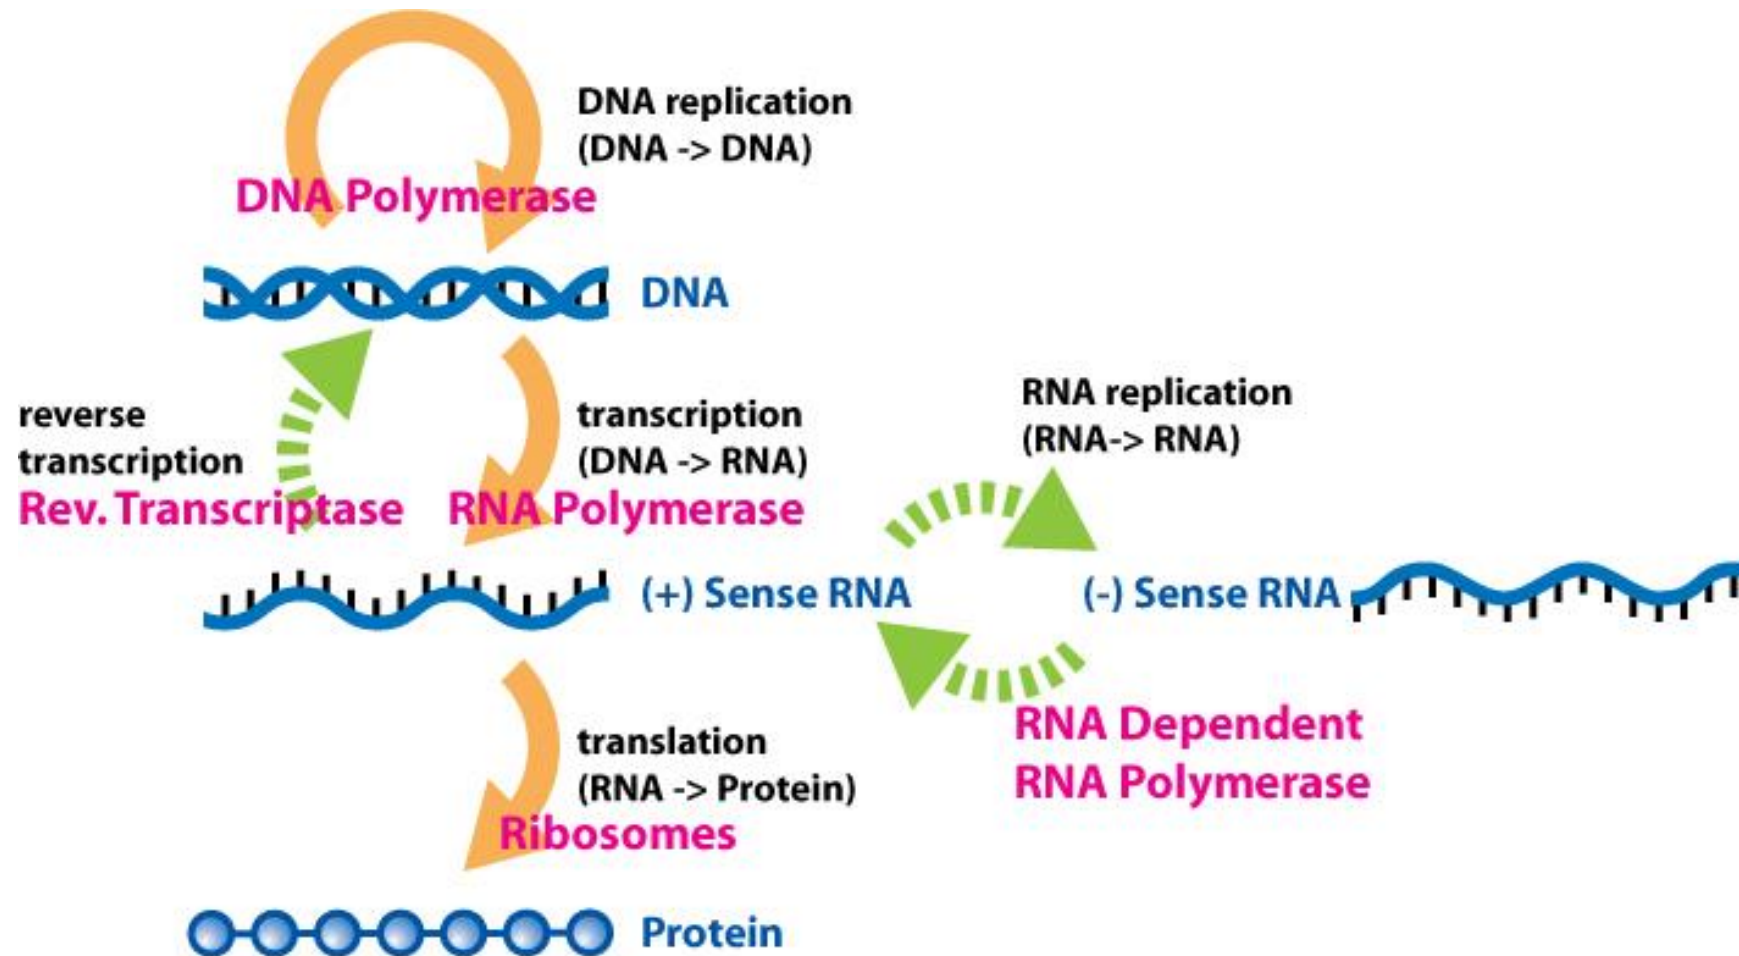 DNA replication
(DNA -> DNA)
DNA Polymerase
DNA
reverse
transcription
Rev. Transcriptase
transcription
(DNA -> RNA)
RNA Polymerase
RNA replication
(RNA-> RNA)
(+) Sense RNA
(-) Sense RNA
RNA Dependent
RNA Polymerase
translation
(RNA -> Protein)
Ribosomes
Protein